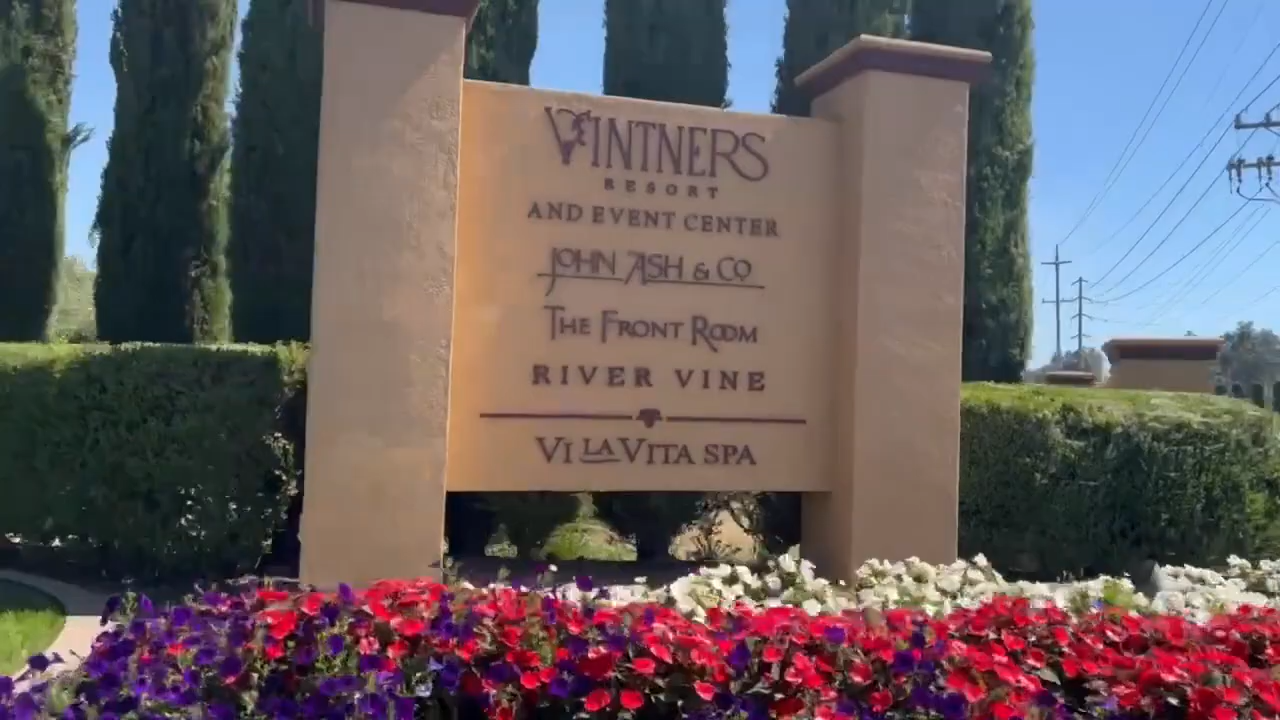 VINTNERS
RESORT
AND EVENT CENTER
JOHN ASH & CO
THE FRONT ROOM
RIVER VINE
VI LA VITA SPA